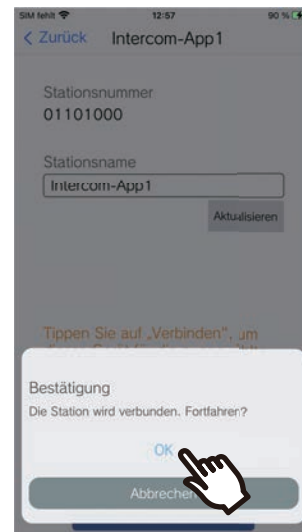 SIM fehlt 12:57 90 %
Zurück Intercom-App1
Stationsnummer
01101000
Stationsname
Intercom-App1
Aktualisieren
Tippen Sie auf „Verbinden“, um
Bestätigung
Die Station wird verbunden. Fortfahren?
OK
Abbrechen